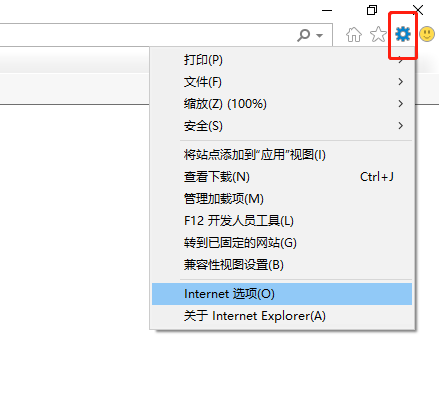 打印(P)
文件(F)
缩放(Z) (100%)
安全(S)
将站点添加到“应用”视图(I)
查看下载(N) Ctrl+J
管理加载项(M)
F12 开发人员工具(L)
转到已固定的网站(G)
兼容性视图设置(B)
Internet 选项(O)
关于 Internet Explorer(A)